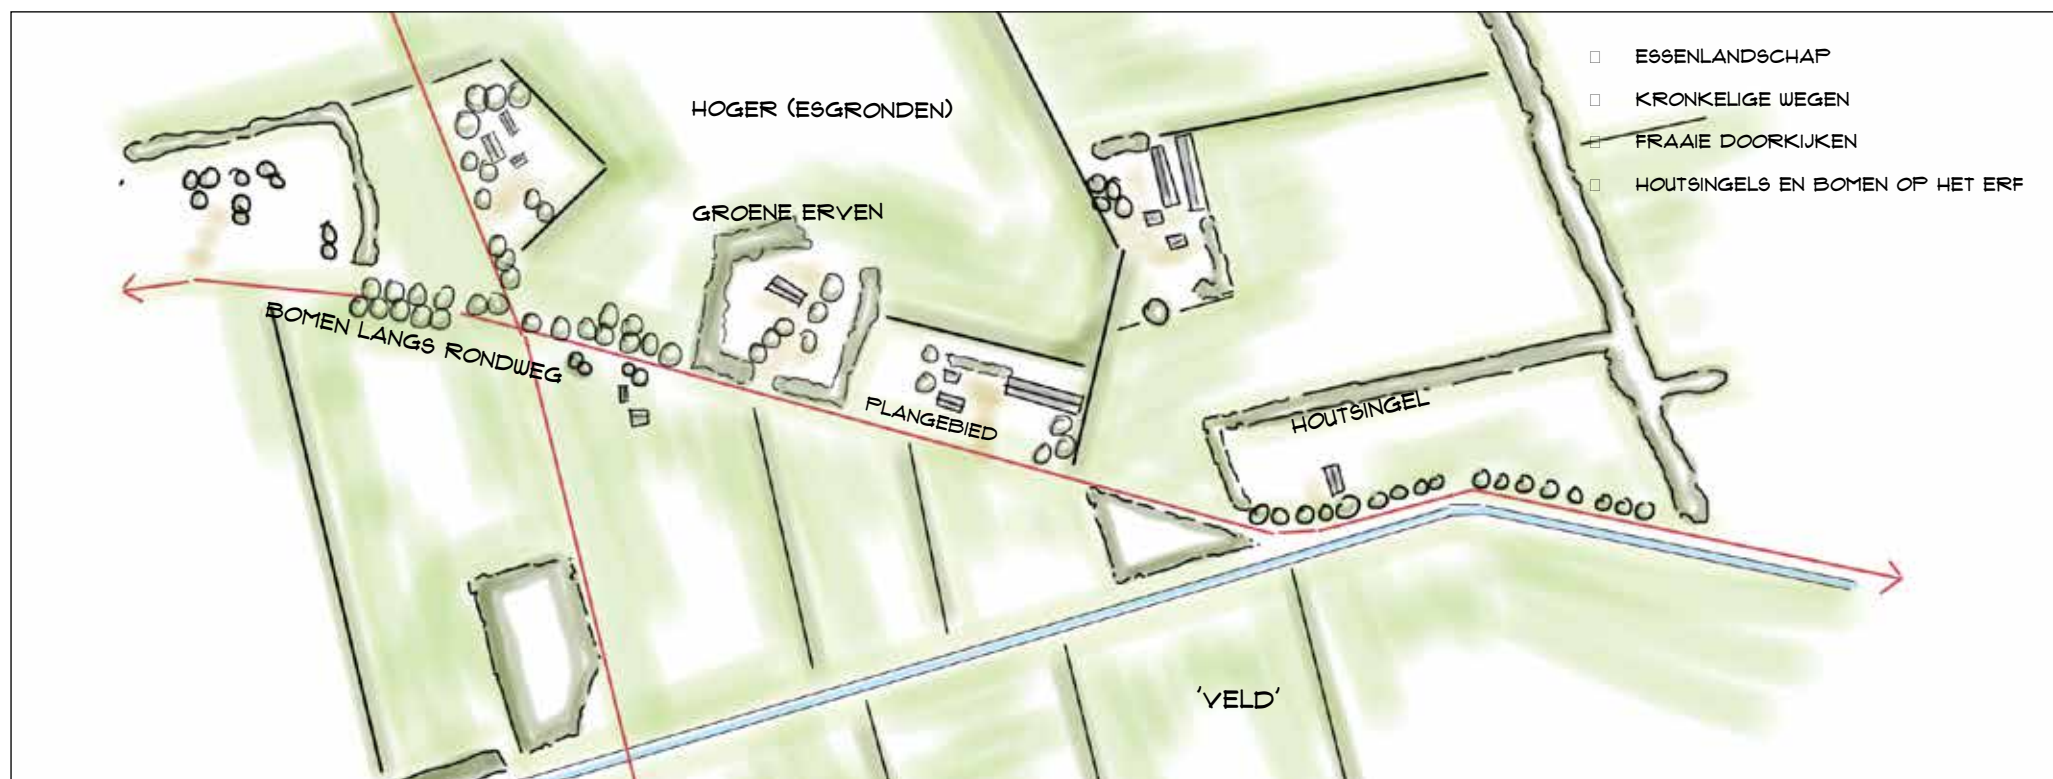 ESSENLANDSCHAP
KRONKELIGE WEGEN
FRAAIE DOORKIJKEN
HOUTSINGELS EN BOMEN OP HET ERF
HOGER (ESGRONDEN)
GROENE ERVEN
BOMEN LANGS RONDWEG
PLANGEBIED
HOUTSINGEL
'VELD'